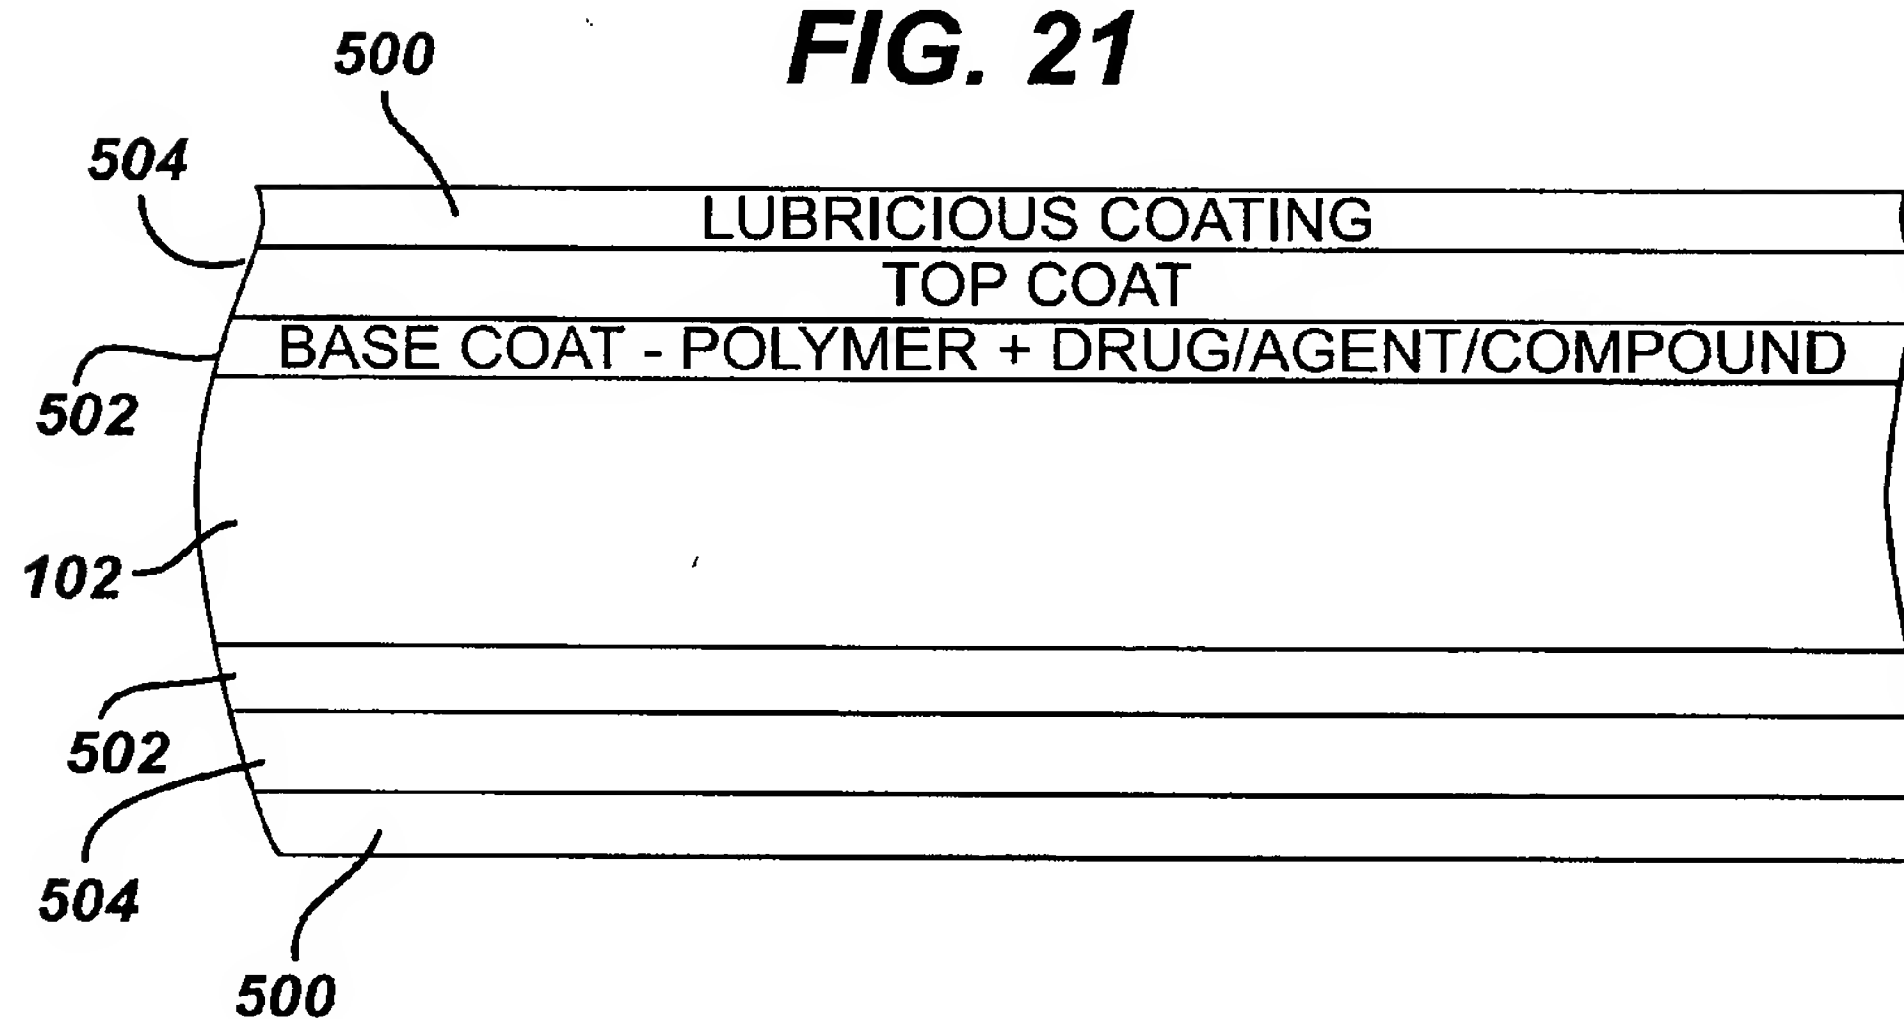 FIG. 21
500
504
LUBRICIOUS COATING
TOP COAT
BASE COAT - POLYMER + DRUG/AGENT/COMPOUND
502
102
502
504
500